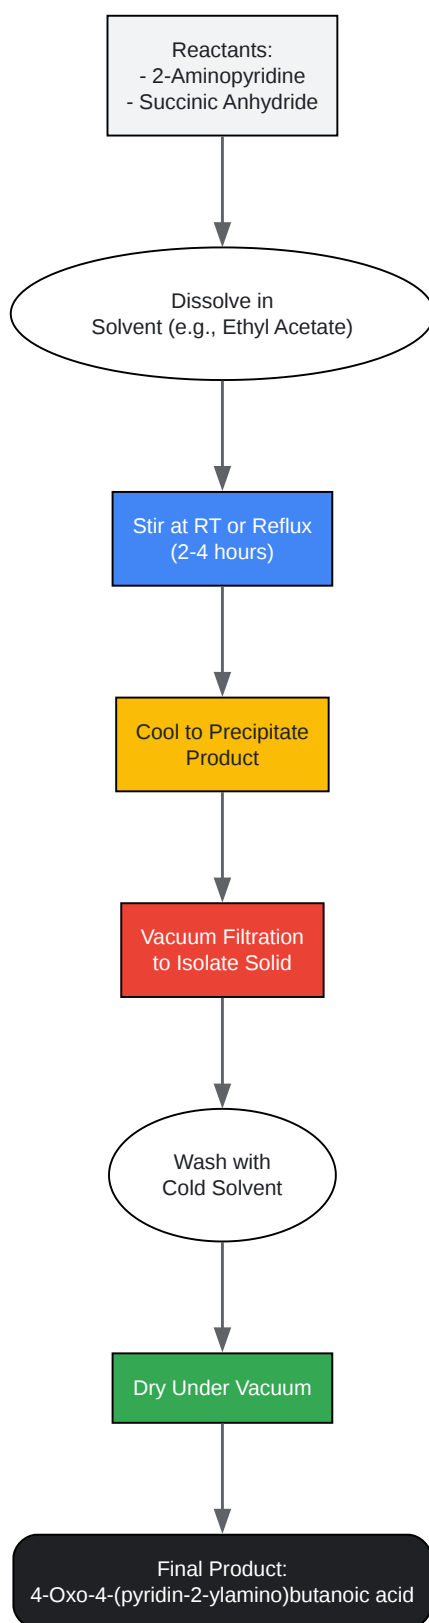 Reactants:
- 2-Aminopyridine
- Succinic Anhydride
Dissolve in
Solvent (e.g., Ethyl Acetate)
Stir at RT or Reflux
(2-4 hours)
Cool to Precipitate
Product
Vacuum Filtration
to Isolate Solid
Wash with
Cold Solvent
Dry Under Vacuum
Final Product:
4-Oxo-4-(pyridin-2-ylamino)butanoic acid